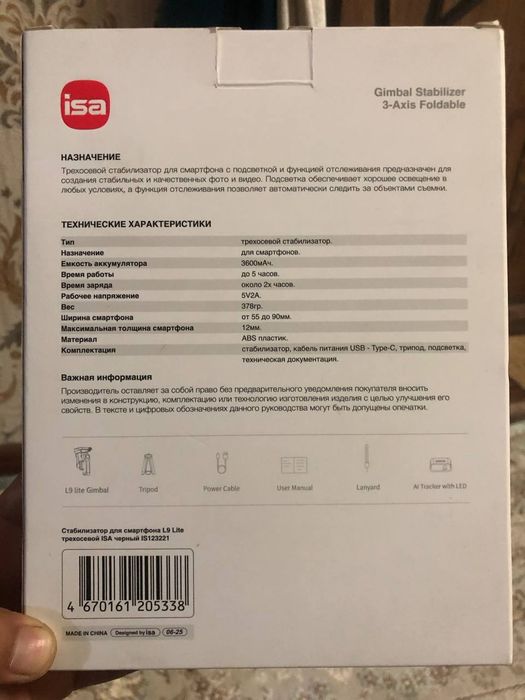 isa
Gimbal Stabilizer
3-Axis Foldable
НАЗНАЧЕНИЕ
Трехосевой стабилизатор для смартфона с подсветкой и функцией отслеживания предназначен для
создания стабильных и качественных фото и видео. Подсветка обеспечивает хорошее освещение в
любых условиях, а функция отслеживания позволяет автоматически следить за объектами съемки.
ТЕХНИЧЕСКИЕ ХАРАКТЕРИСТИКИ
Тип трехосевой стабилизатор.
Назначение для смартфонов.
Емкость аккумулятора 3600мАч.
Время работы до 5 часов.
Время заряда около 2х часов.
Рабочее напряжение 5V2A.
Вес 378гр.
Ширина смартфона от 55 до 90мм.
Максимальная толщина смартфона 12мм.
Материал ABS пластик.
Комплектация стабилизатор, кабель питания USB - Type-C, трипод, подсветка,
техническая документация.
Важная информация
Производитель оставляет за собой право без предварительного уведомления покупателя вносить
изменения в конструкцию, комплектацию или технологию изготовления изделия с целью улучшения его
свойств. В тексте и цифровых обозначениях данного руководства могут быть допущены опечатки.
L9 lite Gimbal Tripod Power Cable User Manual Lanyard AI Tracker with LED
Стабилизатор для смартфона L9 Lite
трехосевой ISA черный IS123221
4 670161 205338
MADE IN CHINA Designed by isa 06-25